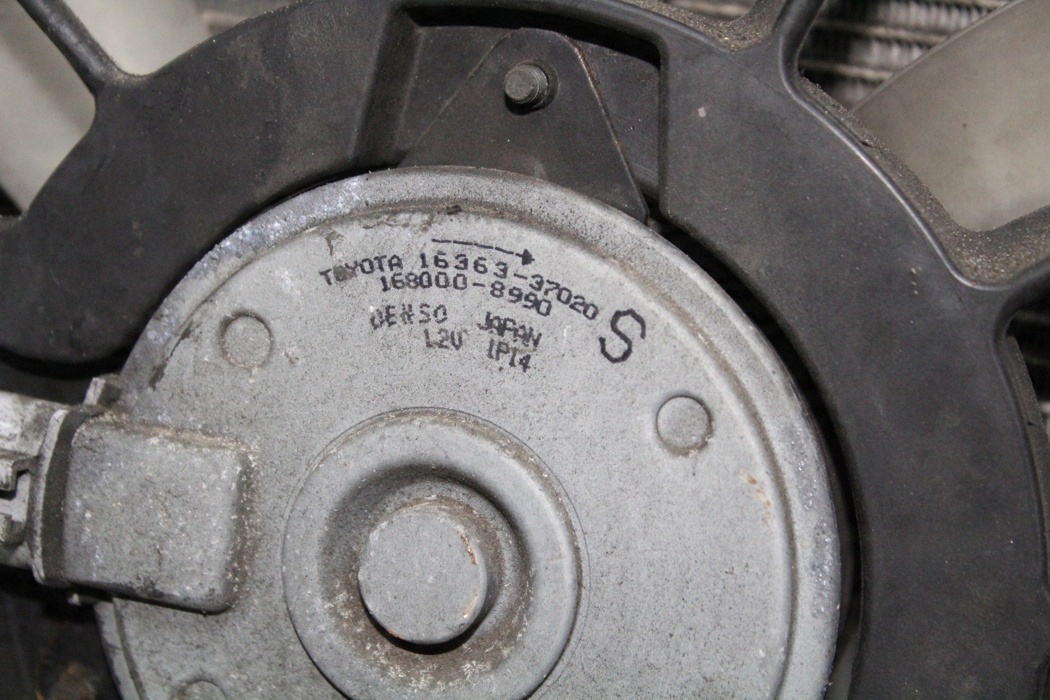 TOYOTA 16363-37020
168000-8990 S
DENSO JAPAN
12V 1P14